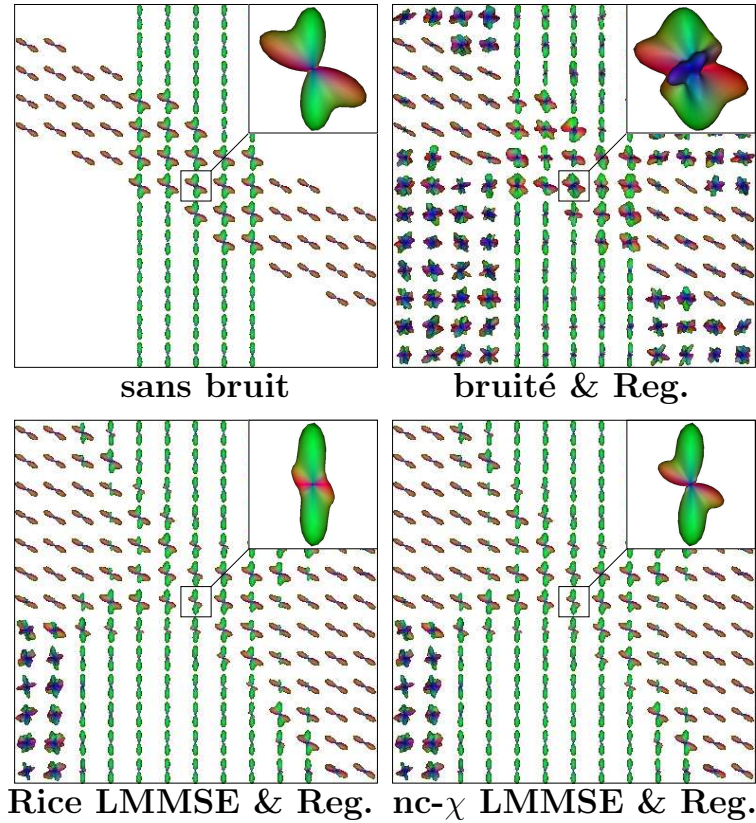 sans bruit
bruité & Reg.
Rice LMMSE & Reg.
nc-χ LMMSE & Reg.